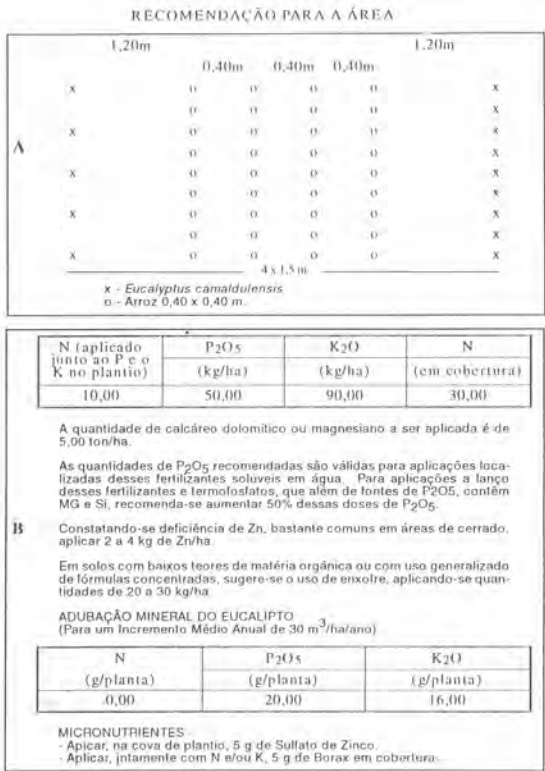 RECOMENDAÇÃO PARA A ÁREA
1,20m 1,20m
0,40m 0,40m 0,40m
x o o o o x
o o o o x
x o o o o x
A
o o o o x
x o o o o x
o o o o x
x o o o o x
o o o o x
x o o o o x
4 x 1,5 m
x - Eucalyptus camaldulensis
o - Arroz 0,40 x 0,40 m.
B
N (aplicado junto ao P e o K no plantio) P2O5 (kg/ha) K2O (kg/ha) N (em cobertura)
10,00 50,00 90,00 30,00
A quantidade de calcáreo dolomítico ou magnesiano a ser aplicada é de
5,00 ton/ha.
As quantidades de P2O5 recomendadas são válidas para aplicações loca-
lizadas desses fertilizantes solúveis em água. Para aplicações a lanço
desses fertilizantes e termofosfatos, que além de fontes de P2O5, contêm
MG e Si, recomenda-se aumentar 50% dessas doses de P2O5.
Constatando-se deficiência de Zn, bastante comuns em áreas de cerrado,
aplicar 2 a 4 kg de Zn/ha.
Em solos com baixos teores de matéria orgânica ou com uso generalizado
de fórmulas concentradas, sugere-se o uso de enxofre, aplicando-se quan-
tidades de 20 a 30 kg/ha.
ADUBAÇÃO MINERAL DO EUCALIPTO
(Para um Incremento Médio Anual de 30 m3/ha/ano)
N P2O5 K2O
(g/planta) (g/planta) (g/planta)
.0,00 20,00 16,00
MICRONUTRIENTES
- Apicar, na cova de plantio, 5 g de Sulfato de Zinco.
- Aplicar, jntamente com N e/ou K, 5 g de Borax em cobertura.